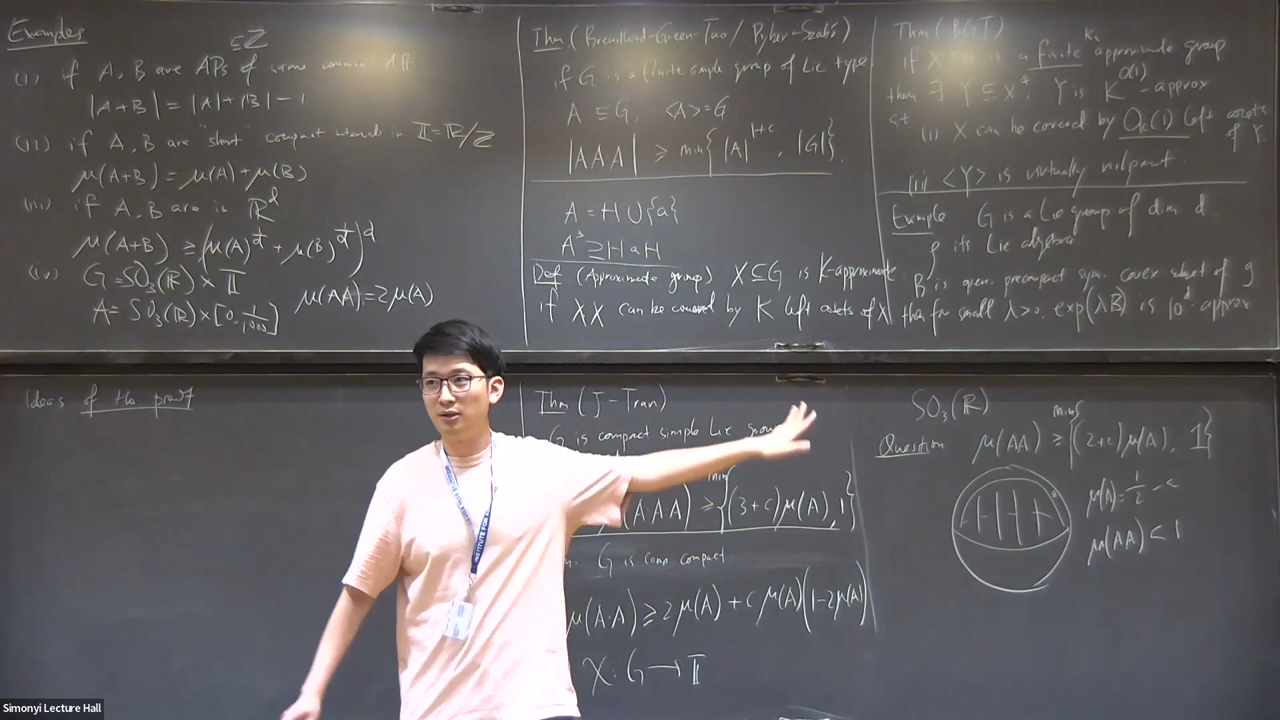 Examples
⊆ℤ
(i) if A, B are APs of same common diff
|A+B| = |A|+|B|-1
(ii) if A, B are "short" compact intervals in 𝕋=ℝ/ℤ
μ(A+B) = μ(A)+μ(B)
(iii) if A, B are in ℝ^d
μ(A+B) ≥ (μ(A)^{1/d} + μ(B)^{1/d})^d
(iv) G = SO₃(ℝ) × 𝕋
A = SO₃(ℝ) × [0, 1/1000]
μ(AA) = 2μ(A)
Thm (Breuillard-Green-Tao / Pyber-Szabó)
if G is a finite simple group of Lie type
A ⊆ G, <A> = G
|AAA| ≥ min{|A|^{1+c}, |G|}.
A = H ∪ {a}
A³ ⊇ HaH
Def (Approximate group) X ⊆ G is K-approximate
if XX can be covered by K left cosets of X
Thm (BGT)
if X is a finite K approximate group
then ∃ Y ⊆ X⁴, Y is K^{O(1)}-approx
st
(i) X can be covered by O_K(1) left cosets of Y.
(ii) <Y> is virtually nilpotent.
Example G is a Lie group of dim d
g its Lie algebra
B is open precompact sym. convex subset of g
then for small λ>0. exp(λB) is 10^d approx
Ideas of the proof
Thm (J-Tran)
G is compact simple Lie group
A·A) ≥ min{(3+c)μ(A), 1}
G is conn. compact
μ(A·A) ≥ 2μ(A) + cμ(A)(1-2μ(A))
χ: G → 𝕋
SO₃(ℝ)
Question μ(AA) ≥ min{(2+c)μ(A), 1}
μ(A) = 1/2 - c
μ(AA) < 1
INSTITUTE FOR
Simonyi Lecture Hall